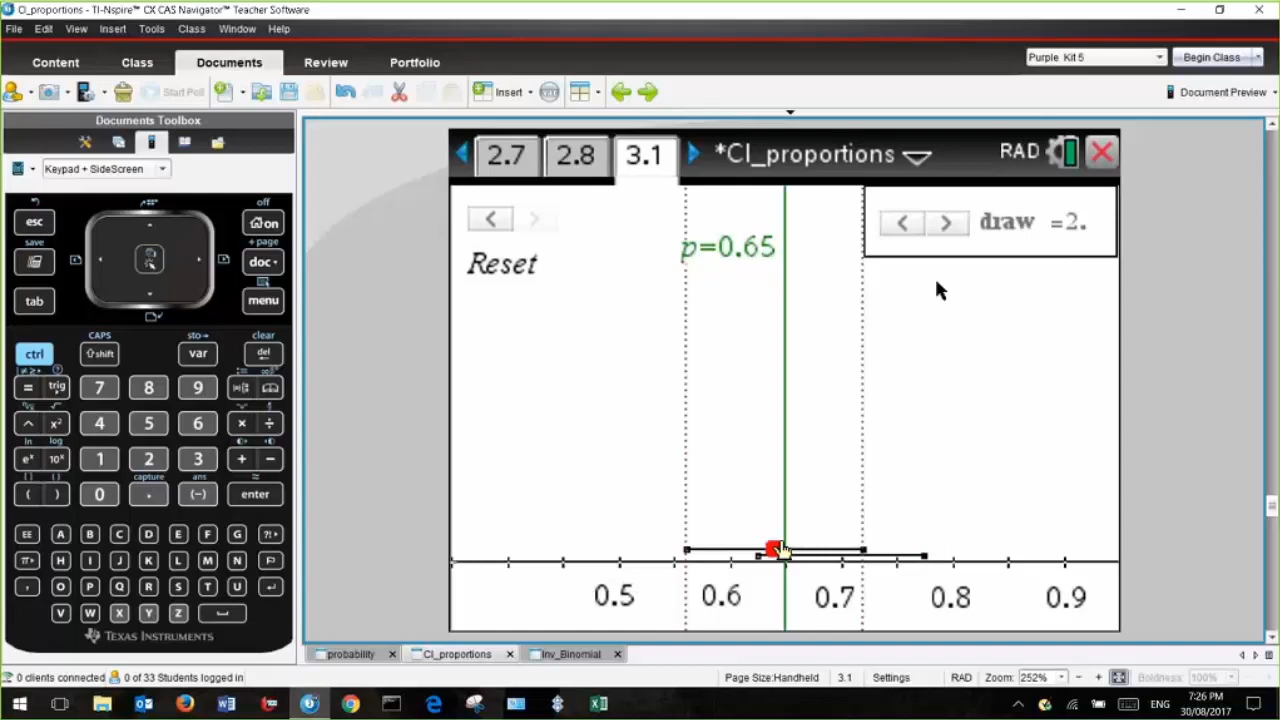 CI_proportions - TI-Nspire™ CX CAS Navigator™ Teacher Software
File Edit View Insert Tools Class Window Help
Content Class Documents Review Portfolio
Purple Kit 5
Begin Class
Start Poll
Insert
Document Preview
Documents Toolbox
Keypad + SideScreen
off
esc
on
save
+ page
doc
tab
menu
CAPS sto→ clear
ctrl ⇧shift var del
= trig 7 8 9
^ x² 4 5 6 × ÷
ln log
eˣ 10ˣ 1 2 3 + −
capture ans ≈
( ) 0 . (−) enter
EE A B C D E F G ?!
π H I J K L M N
, O P Q R S T U
V W X Y Z
TEXAS INSTRUMENTS
2.7 2.8 3.1 *CI_proportions RAD
Reset
p=0.65
draw =2.
0.5 0.6 0.7 0.8 0.9
probability CI_proportions Inv_Binomial
0 clients connected 0 of 33 Students logged in
Page Size:Handheld 3.1 Settings RAD Zoom: 252% Boldness: 100%
ENG
7:26 PM
30/08/2017